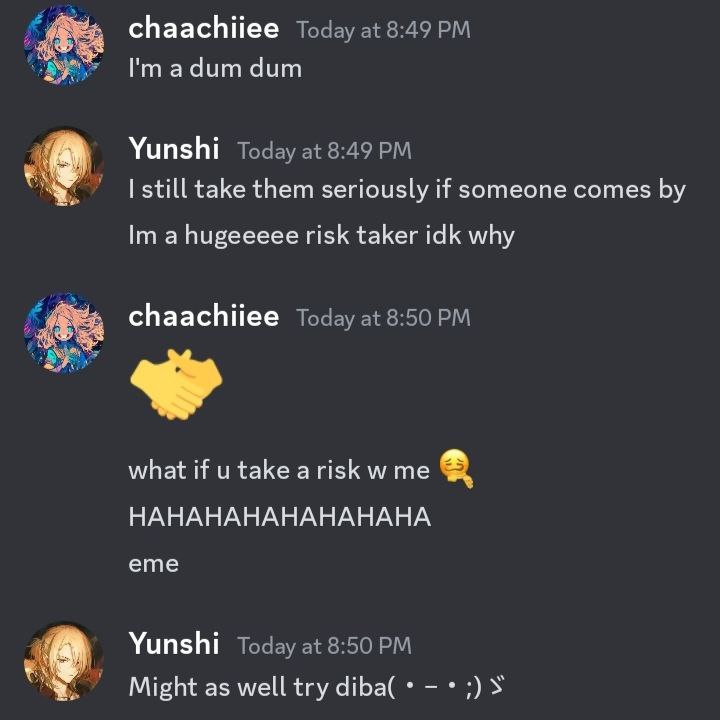 chaachiiee Today at 8:49 PM
I'm a dum dum
Yunshi Today at 8:49 PM
I still take them seriously if someone comes by
Im a hugeeeee risk taker idk why
chaachiiee Today at 8:50 PM
what if u take a risk w me
HAHAHAHAHAHAHAHA
eme
Yunshi Today at 8:50 PM
Might as well try diba(・-・;)ゞ